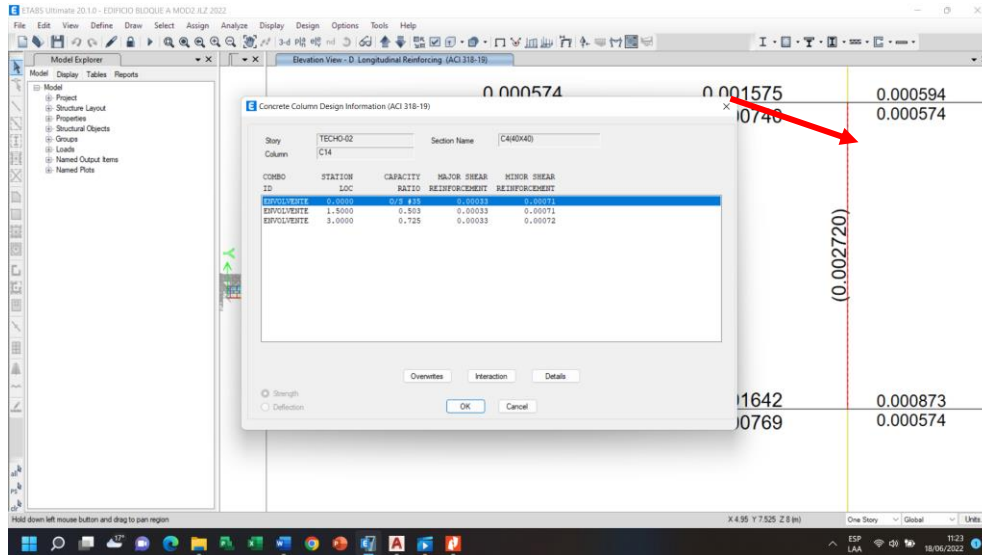 ETABS Ultimate 20.1.0 - EDIFICIO BLOQUE A MOD2 JLZ 2022
File Edit View Define Draw Select Assign Analyze Display Design Options Tools Help
Model Explorer
Elevation View - D Longitudinal Reinforcing (ACI 318-19)
Model Display Tables Reports
Model
Project
Structure Layout
Properties
Structural Objects
Groups
Loads
Named Output Items
Named Plots
0.000574
0.001575
0.000594
0.000574
Concrete Column Design Information (ACI 318-19)
Story TECHO-02 Section Name C4(40X40)
Column C14
COMBO STATION CAPACITY MAJOR SHEAR MINOR SHEAR
ID LOC RATIO REINFORCEMENT REINFORCEMENT
ENVOLVENTE 0.0000 O/S #35 0.00033 0.00071
ENVOLVENTE 1.5000 0.503 0.00033 0.00071
ENVOLVENTE 3.0000 0.725 0.00033 0.00072
Overwrites Interaction Details
Strength
Deflection
OK Cancel
Y
(0.002720)
1642
0.000873
00769
0.000574
Hold down left mouse button and drag to pan region
X 4.95 Y 7.525 Z 8 (m)
One Story Global Units
17°
ESP
LAA
11:23
18/06/2022